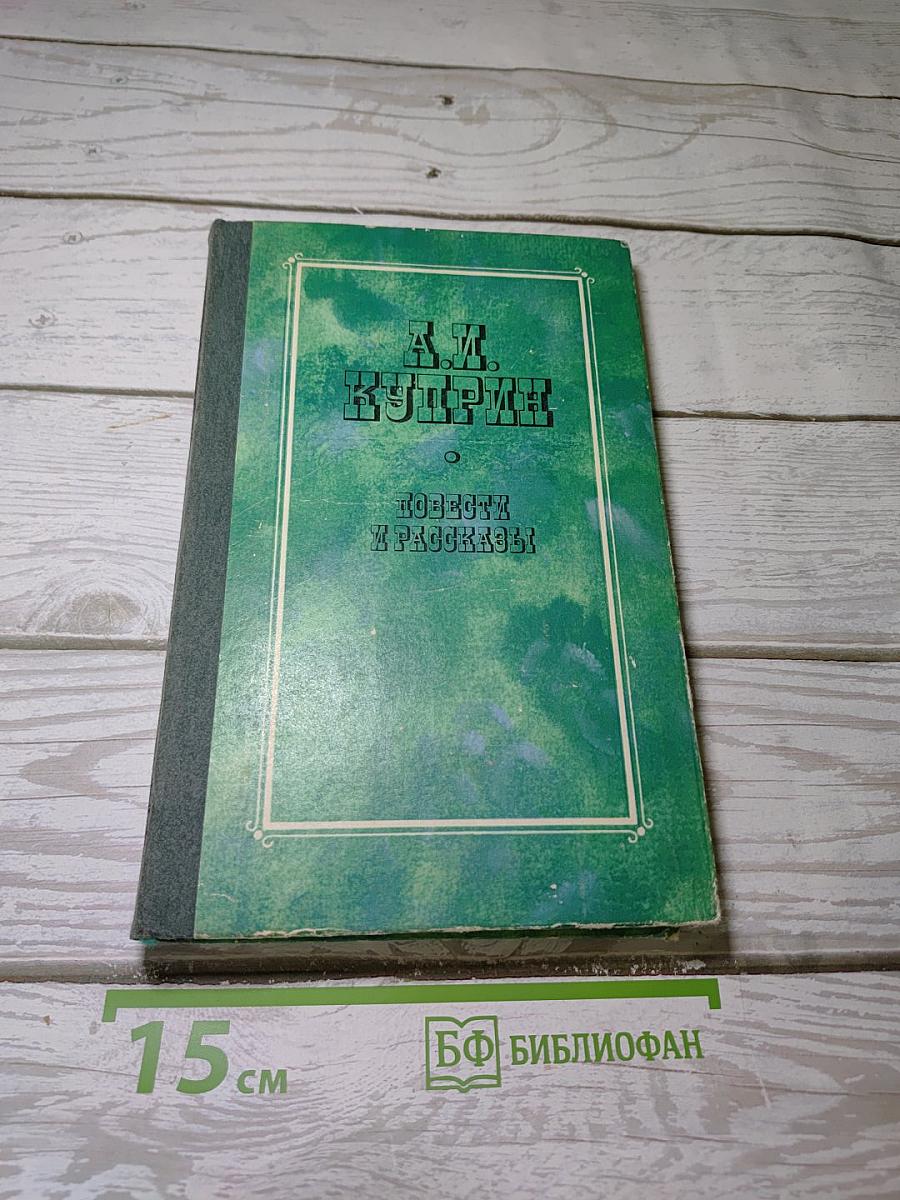 А.И.
КУПРИН
ПОВЕСТИ
И РАССКАЗЫ
15 см
БФ БИБЛИОФАН